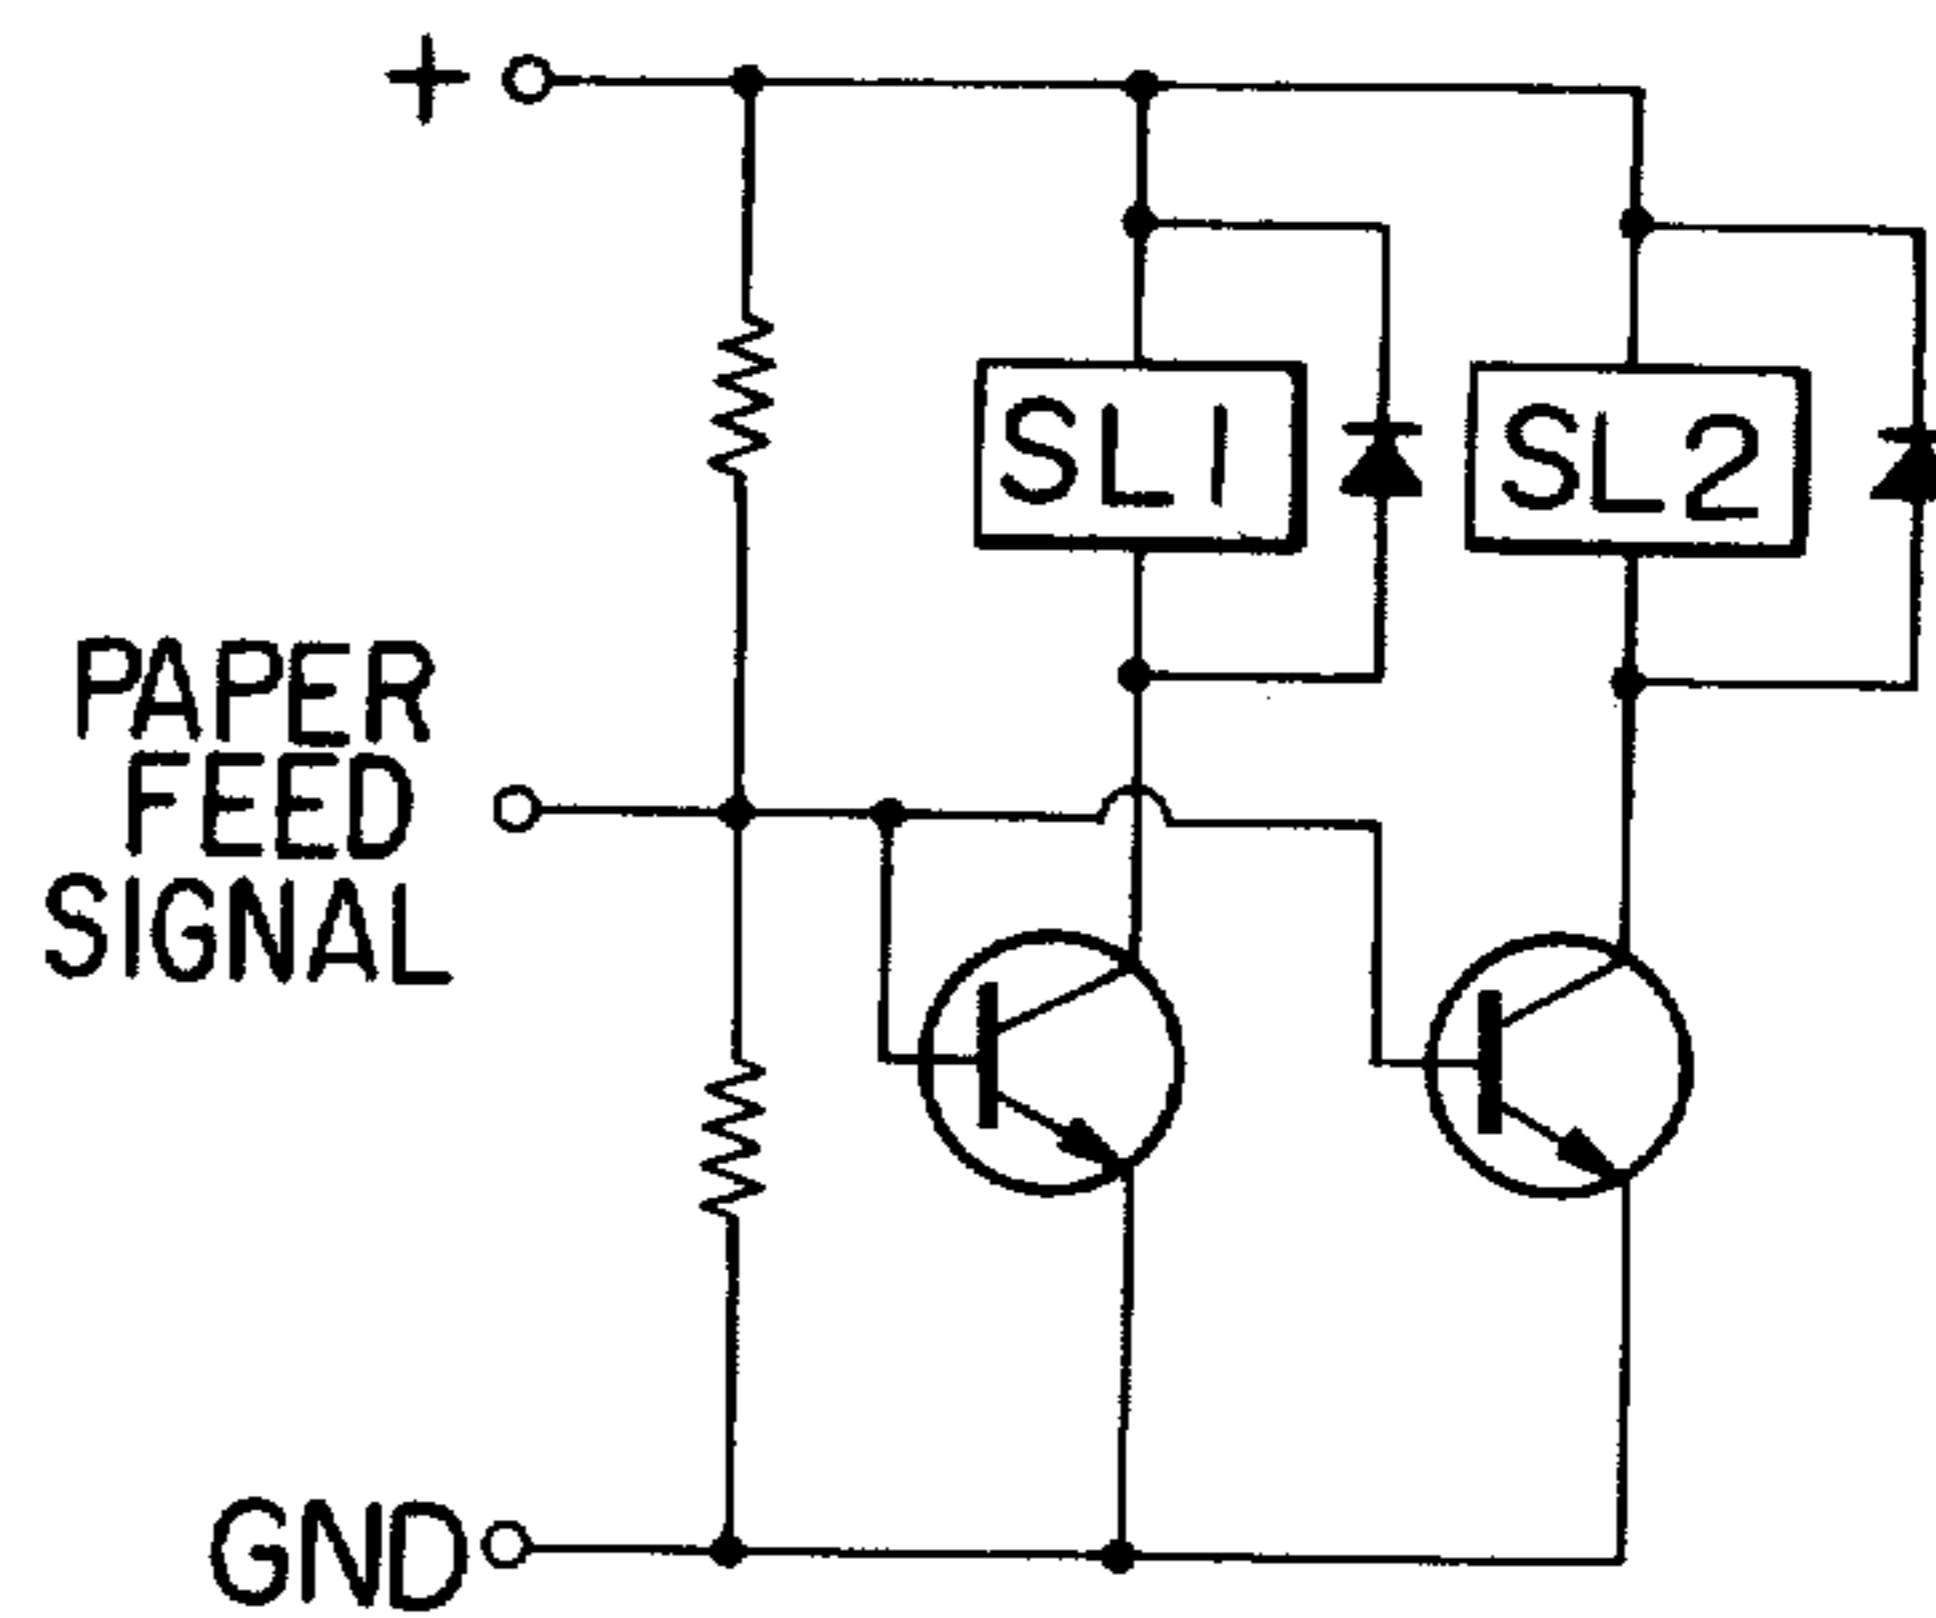 +
SL1
SL2
PAPER
FEED
SIGNAL
GND